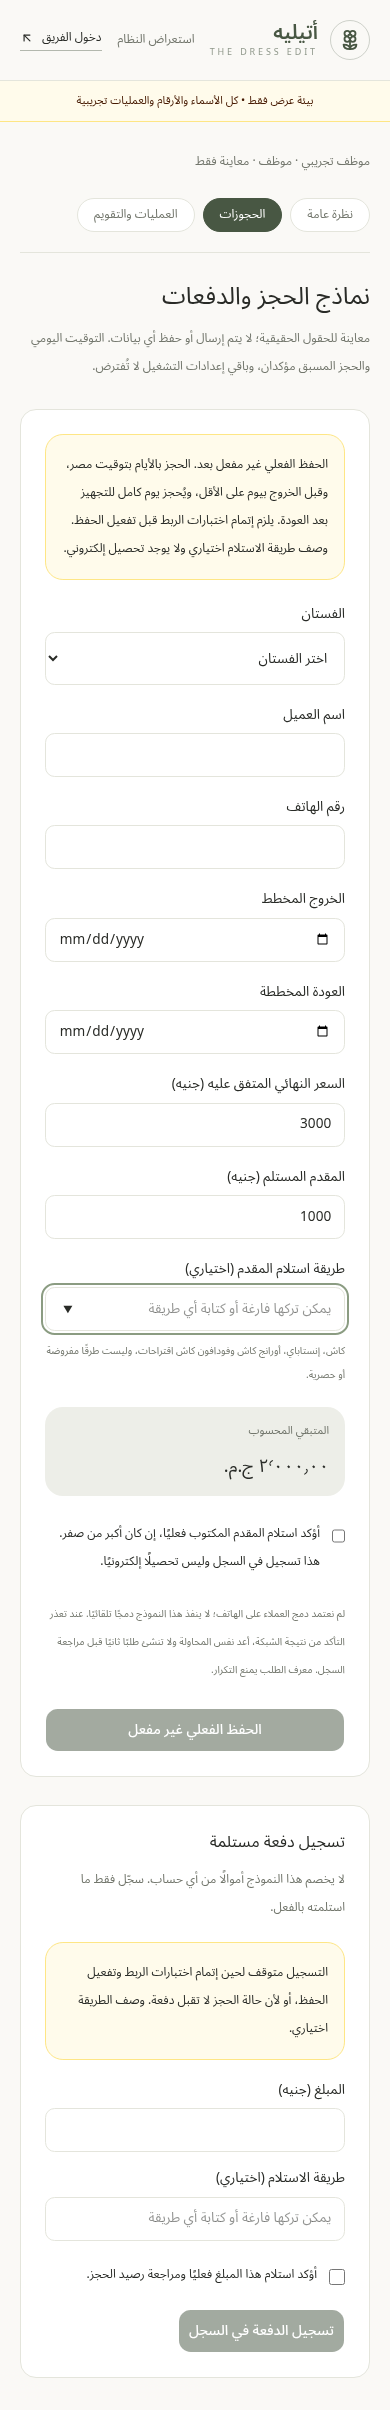 أتيليه
THE DRESS EDIT
استعراض النظام
دخول الفريق
بيئة عرض فقط • كل الأسماء والأرقام والعمليات تجريبية
موظف تجريبي · موظف · معاينة فقط
نظرة عامة
الحجوزات
العمليات والتقويم
نماذج الحجز والدفعات
معاينة للحقول الحقيقية؛ لا يتم إرسال أو حفظ أي بيانات. التوقيت اليومي
والحجز المسبق مؤكدان، وباقي إعدادات التشغيل لا تُفترض.
الحفظ الفعلي غير مفعل بعد. الحجز بالأيام بتوقيت مصر،
وقبل الخروج بيوم على الأقل، ويُحجز يوم كامل للتجهيز
بعد العودة. يلزم إتمام اختبارات الربط قبل تفعيل الحفظ.
وصف طريقة الاستلام اختياري ولا يوجد تحصيل إلكتروني.
الفستان
اختر الفستان
اسم العميل
رقم الهاتف
الخروج المخطط
mm/dd/yyyy
العودة المخططة
mm/dd/yyyy
السعر النهائي المتفق عليه (جنيه)
3000
المقدم المستلم (جنيه)
1000
طريقة استلام المقدم (اختياري)
يمكن تركها فارغة أو كتابة أي طريقة
كاش، إنستاباي، أورانج كاش وفودافون كاش اقتراحات، وليست طرقًا مفروضة
أو حصرية.
المتبقي المحسوب
٢٬٠٠٠٫٠٠ ج.م.
أؤكد استلام المقدم المكتوب فعليًا، إن كان أكبر من صفر.
هذا تسجيل في السجل وليس تحصيلًا إلكترونيًا.
لم نعتمد دمج العملاء على الهاتف؛ لا ينفذ هذا النموذج دمجًا تلقائيًا. عند تعذر
التأكد من نتيجة الشبكة، أعد نفس المحاولة ولا تنشئ طلبًا ثانيًا قبل مراجعة
السجل. معرف الطلب يمنع التكرار.
الحفظ الفعلي غير مفعل
تسجيل دفعة مستلمة
لا يخصم هذا النموذج أموالًا من أي حساب. سجّل فقط ما
استلمته بالفعل.
التسجيل متوقف لحين إتمام اختبارات الربط وتفعيل
الحفظ، أو لأن حالة الحجز لا تقبل دفعة. وصف الطريقة
اختياري.
المبلغ (جنيه)
طريقة الاستلام (اختياري)
يمكن تركها فارغة أو كتابة أي طريقة
أؤكد استلام هذا المبلغ فعليًا ومراجعة رصيد الحجز.
تسجيل الدفعة في السجل